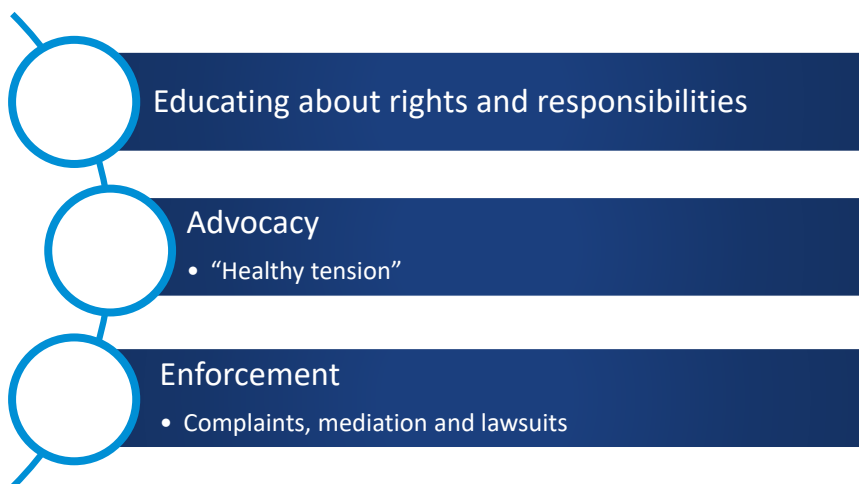 Educating about rights and responsibilities
Advocacy
• “Healthy tension”
Enforcement
• Complaints, mediation and lawsuits